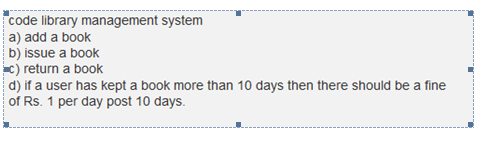 code library management system
a) add a book
b) issue a book
c) return a book
d) if a user has kept a book more than 10 days then there should be a fine
of Rs. 1 per day post 10 days.